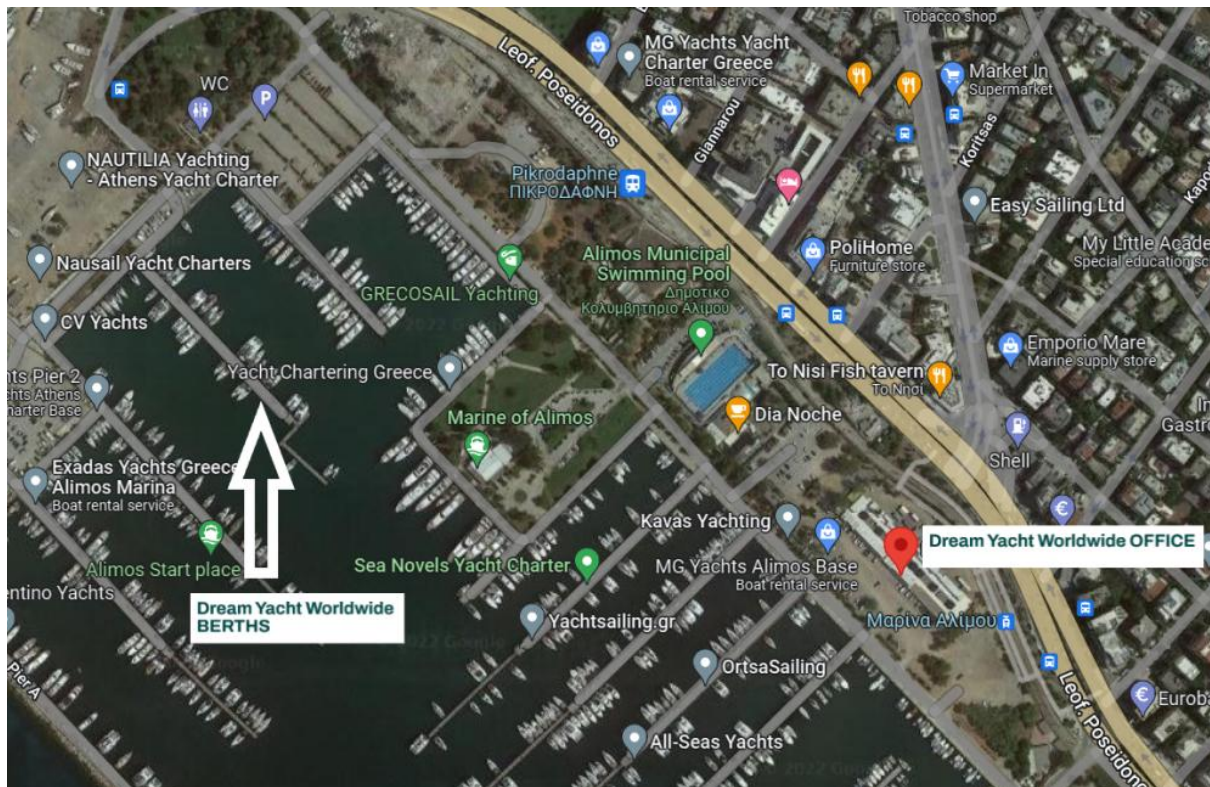 Tobacco shop
MG Yachts Yacht
Charter Greece
Boat rental service
Leof. Poseidonos
Market In
Supermarket
WC
P
Giannarou
Koritsas
NAUTILIA Yachting
- Athens Yacht Charter
Pikrodaphne
ΠΙΚΡΟΔΑΦΝΗ
Easy Sailing Ltd
PoliHome
Furniture store
My Little Acade
Special education sc
Nausail Yacht Charters
GRECOSAIL Yachting
Alimos Municipal
Swimming Pool
Δημοτικό
Κολυμβητήριο Αλίμου
CV Yachts
Emporio Mare
Marine supply store
Yacht Chartering Greece
To Nisi Fish tavern
Το Νησί
nts Pier 2
chts Athens
harter Base
Marine of Alimos
Dia Noche
In
Gastro
Shell
Exadas Yachts Greece
Alimos Marina
Boat rental service
Kavas Yachting
Dream Yacht Worldwide OFFICE
Alimos Start place
Sea Novels Yacht Charter
MG Yachts Alimos Base
Boat rental service
entino Yachts
Dream Yacht Worldwide
BERTHS
Yachtsailing.gr
Μαρίνα Αλίμου
OrtsaSailing
Pier A
Leof. Poseidonos
Euroba
All-Seas Yachts